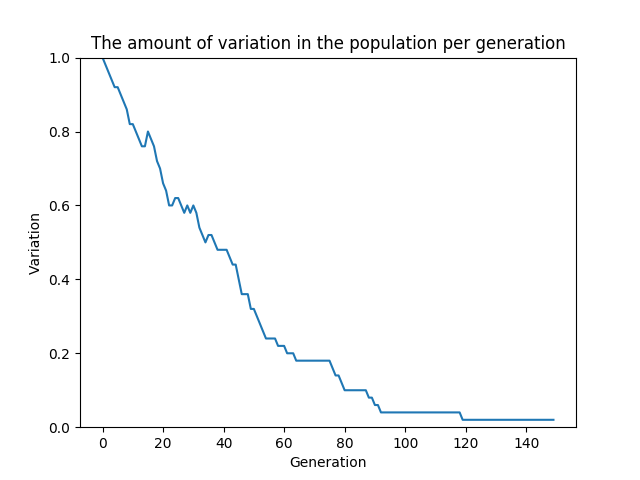 The amount of variation in the population per generation
1.0
0.8
0.6
0.4
0.2
0.0
Variation
0 20 40 60 80 100 120 140
Generation